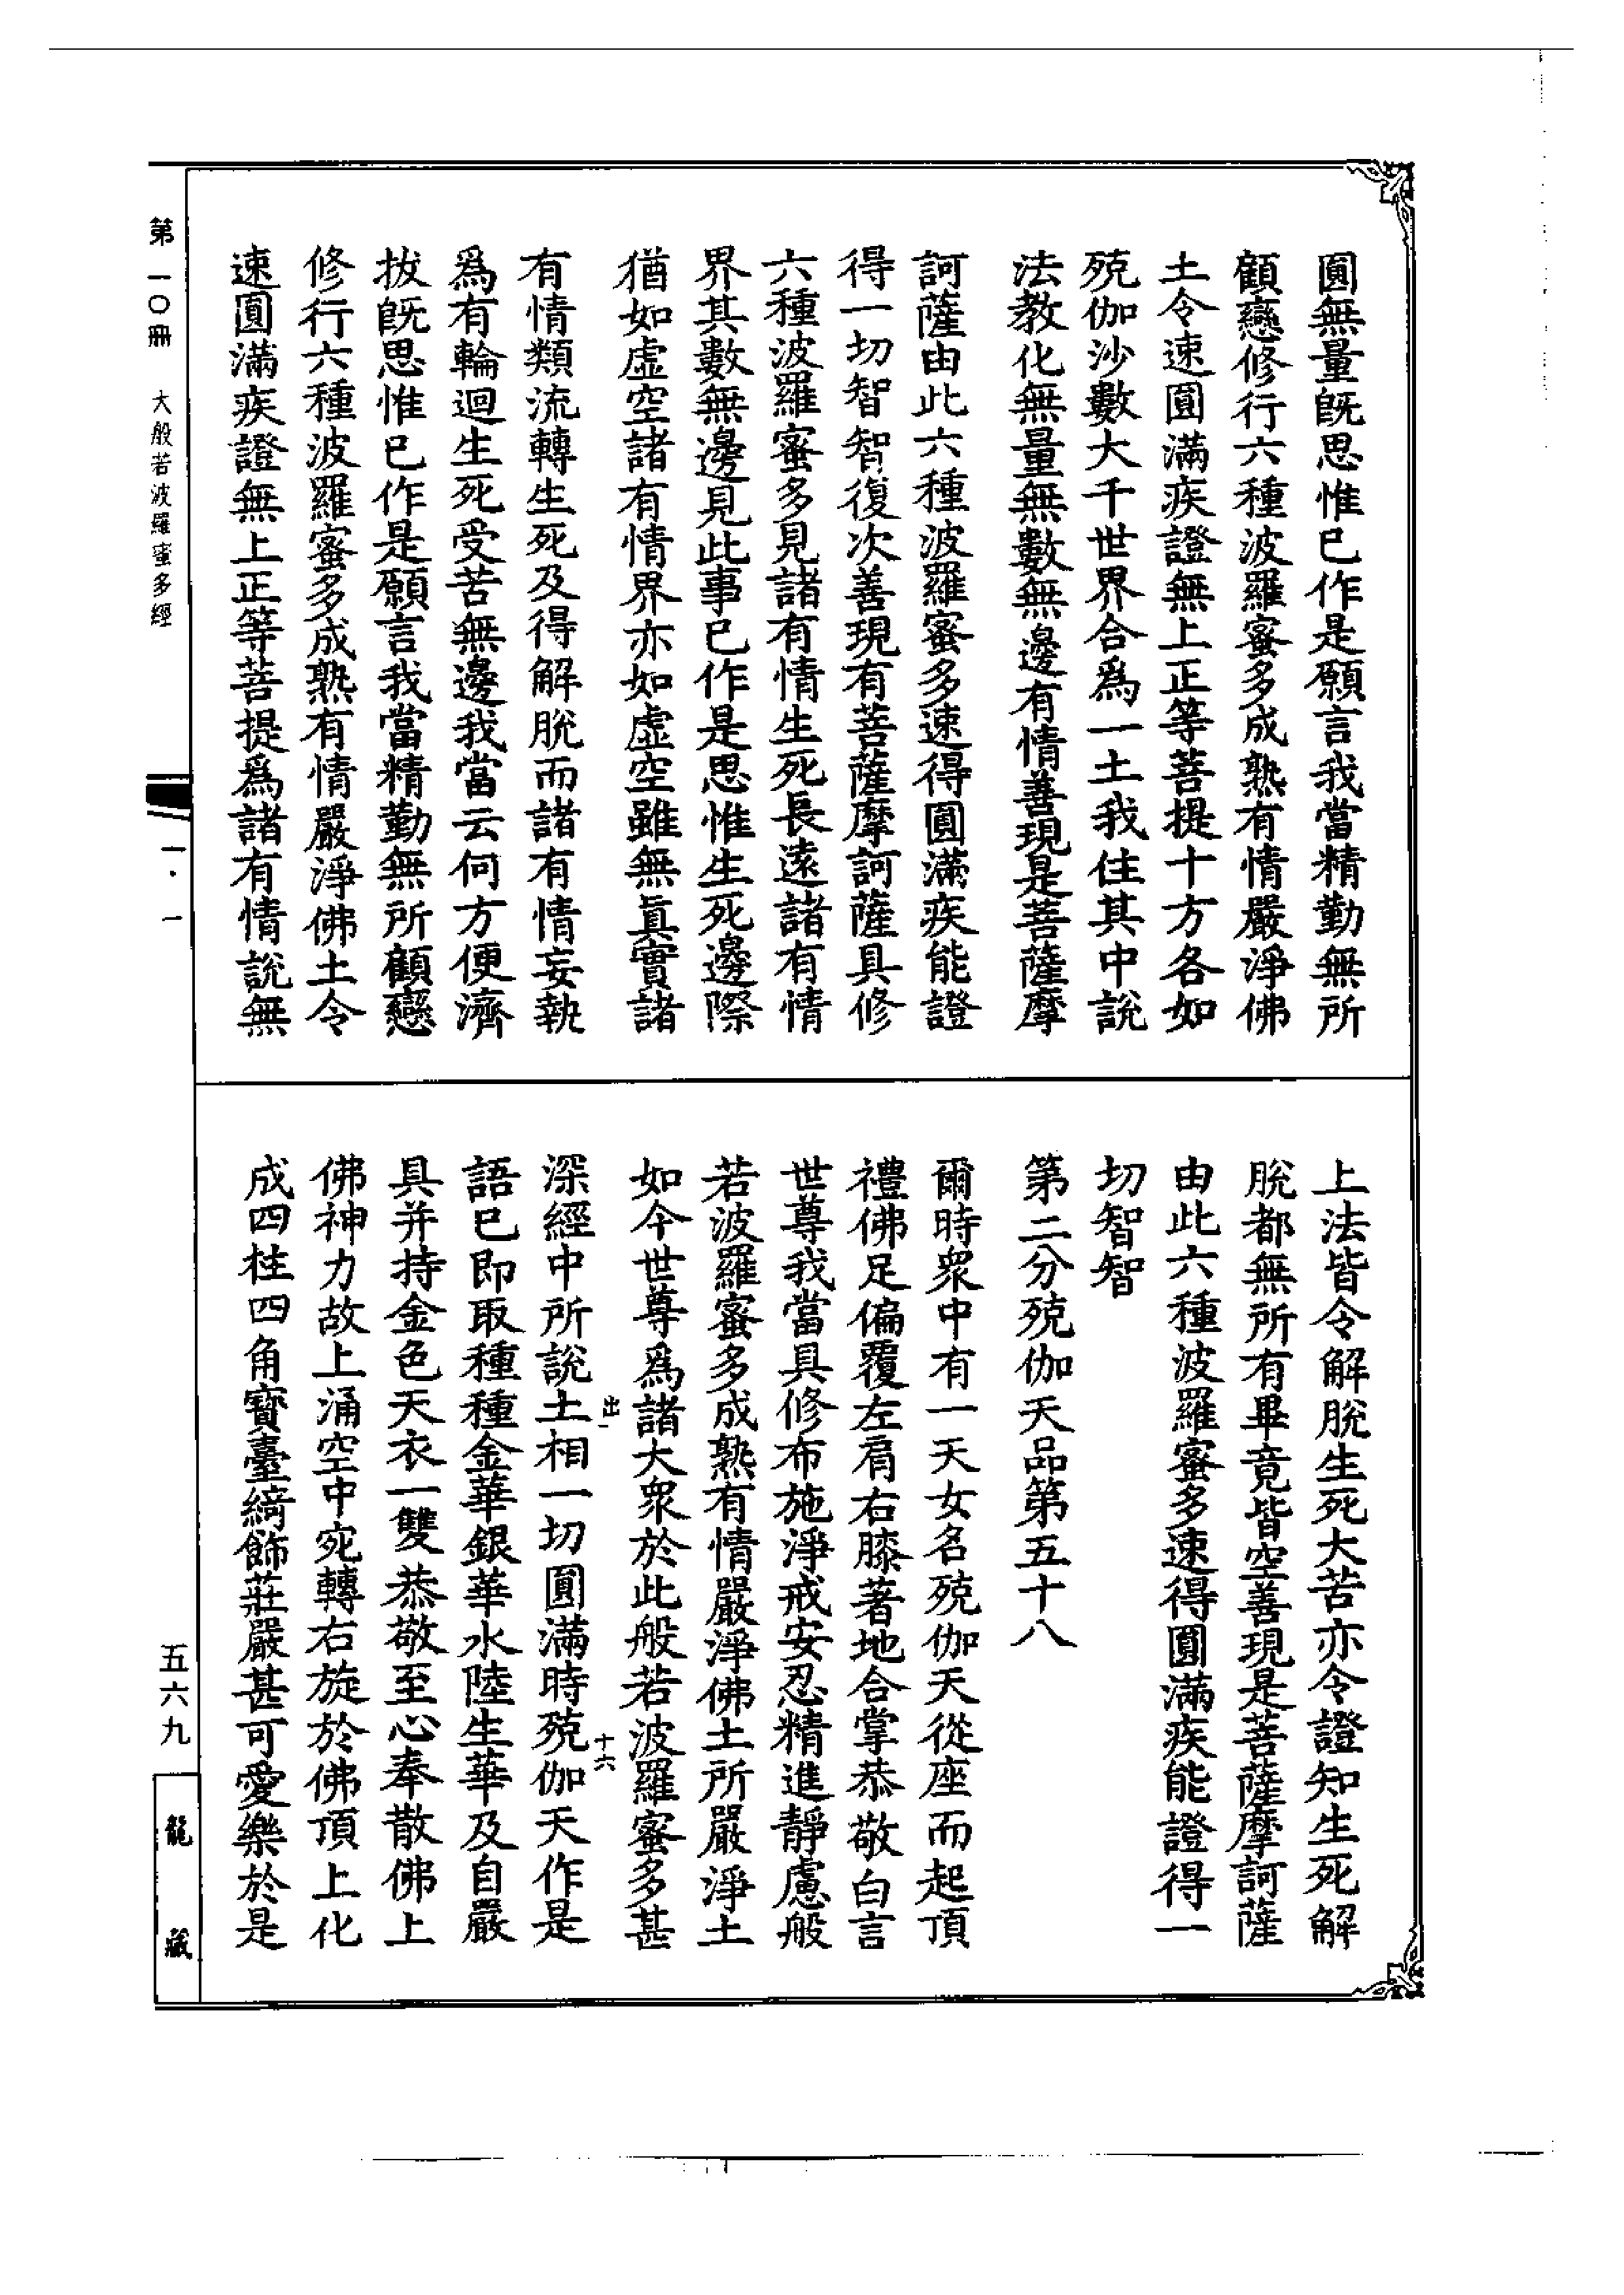 圓無量旣思惟已作是願言我當精勤無所
顧戀修行六種波羅蜜多成熟有情嚴淨佛
土令速圓滿疾證無上正等菩提十方各如
殑伽沙數大千世界合爲一土我住其中說
法教化無量無數無邊有情善現是菩薩摩
訶薩由此六種波羅蜜多速得圓滿疾能證
得一切智智復次善現有菩薩摩訶薩具修
六種波羅蜜多見諸有情生死長遠諸有情
界其數無邊見此事已作是思惟生死邊際
猶如虛空諸有情界亦如虛空雖無眞實諸
有情類流轉生死及得解脫而諸有情妄執
爲有輪迴生死受苦無邊我當云何方便濟
拔旣思惟已作是願言我當精勤無所顧戀
修行六種波羅蜜多成熟有情嚴淨佛土令
速圓滿疾證無上正等菩提爲諸有情說無
上法皆令解脫生死大苦亦令證知生死解
脫都無所有畢竟皆空善現是菩薩摩訶薩
由此六種波羅蜜多速得圓滿疾能證得一
切智智
第二分殑伽天品第五十八
爾時衆中有一天女名殑伽天從座而起頂
禮佛足偏覆左肩右膝著地合掌恭敬白言
世尊我當具修布施淨戒安忍精進靜慮般
若波羅蜜多成熟有情嚴淨佛土所嚴淨土
如今世尊爲諸大衆於此般若波羅蜜多甚
出一
十六
深經中所說土相一切圓滿時殑伽天作是
語已即取種種金華銀華水陸生華及自嚴
具并持金色天衣一雙恭敬至心奉散佛上
佛神力故上涌空中宛轉右旋於佛頂上化
成四柱四角寶臺綺飾莊嚴甚可愛樂於是
第一〇冊 大般若波羅蜜多經
一·一
五六九
龍藏